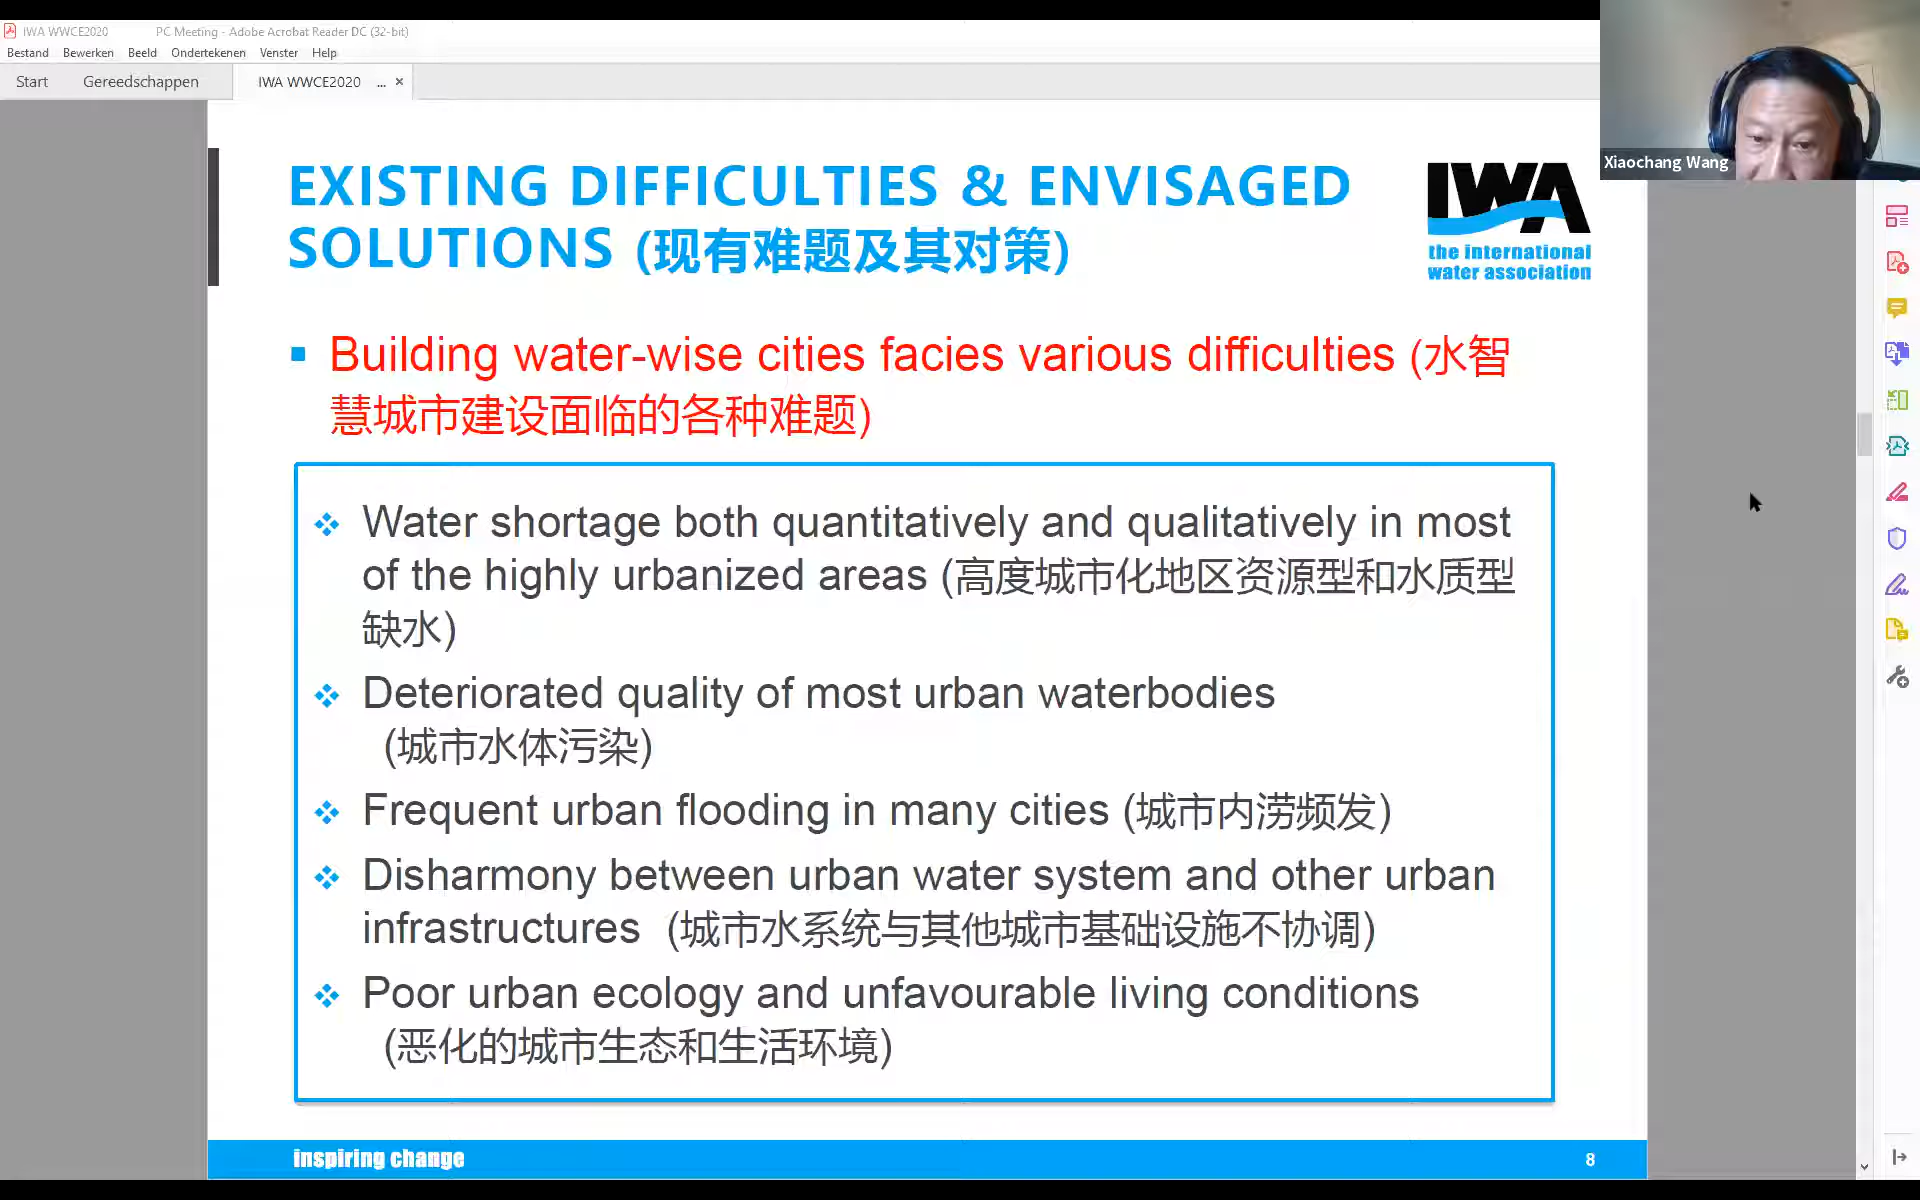 IWA WWCE2020 PC Meeting - Adobe Acrobat Reader DC (32-bit)
Bestand Bewerken Beeld Ondertekenen Venster Help
Start Gereedschappen IWA WWCE2020 ... ×
Xiaochang Wang
EXISTING DIFFICULTIES & ENVISAGED
SOLUTIONS (现有难题及其对策)
IWA
the international
water association
Building water-wise cities facies various difficulties (水智
慧城市建设面临的各种难题)
Water shortage both quantitatively and qualitatively in most
of the highly urbanized areas (高度城市化地区资源型和水质型
缺水)
Deteriorated quality of most urban waterbodies
(城市水体污染)
Frequent urban flooding in many cities (城市内涝频发)
Disharmony between urban water system and other urban
infrastructures (城市水系统与其他城市基础设施不协调)
Poor urban ecology and unfavourable living conditions
(恶化的城市生态和生活环境)
inspiring change
8